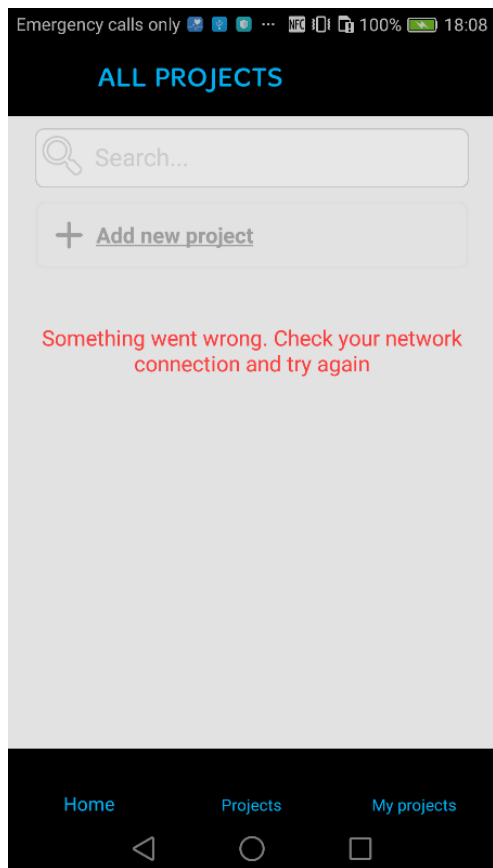 Emergency calls only ... NFC 100% 18:08
ALL PROJECTS
Search...
Add new project
Something went wrong. Check your network
connection and try again
Home Projects My projects